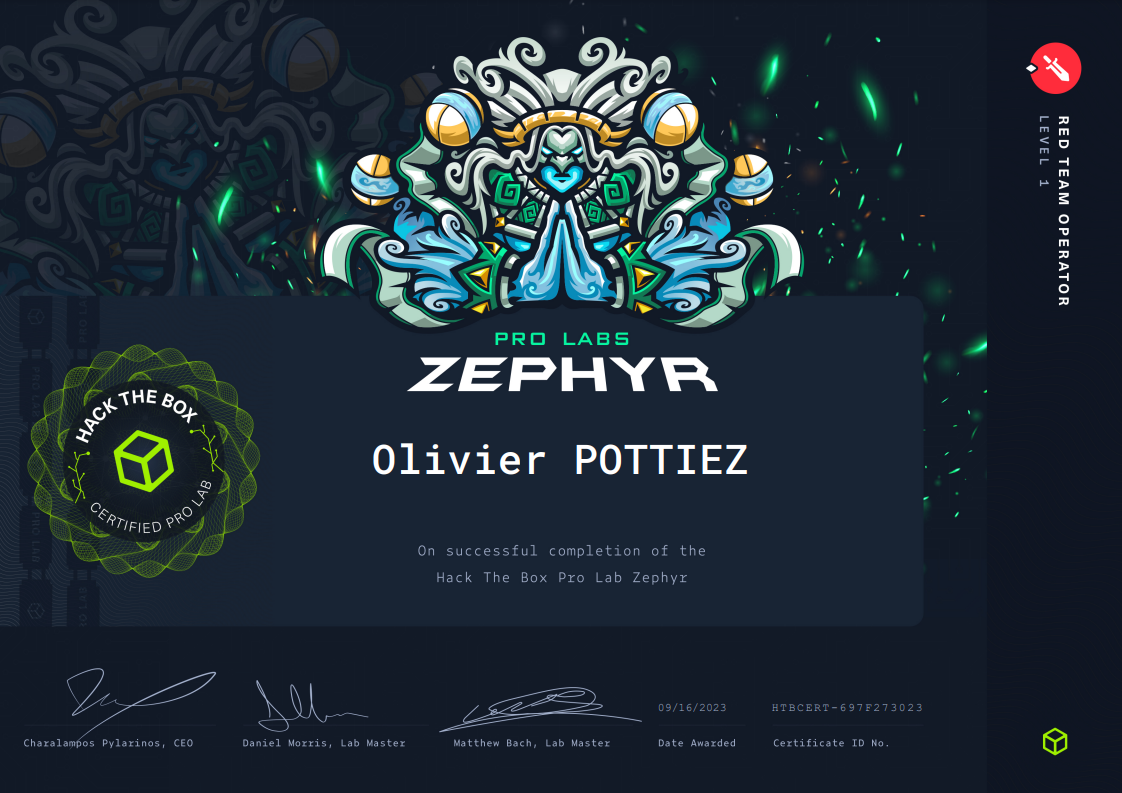 RED TEAM OPERATOR
LEVEL 1
PRO LABS
ZEPHYR
HACK THE BOX
CERTIFIED PRO LAB
Olivier POTTIEZ
On successful completion of the
Hack The Box Pro Lab Zephyr
09/16/2023
HTBCERT-697F273023
Charalampos Pylarinos, CEO
Daniel Morris, Lab Master
Matthew Bach, Lab Master
Date Awarded
Certificate ID No.